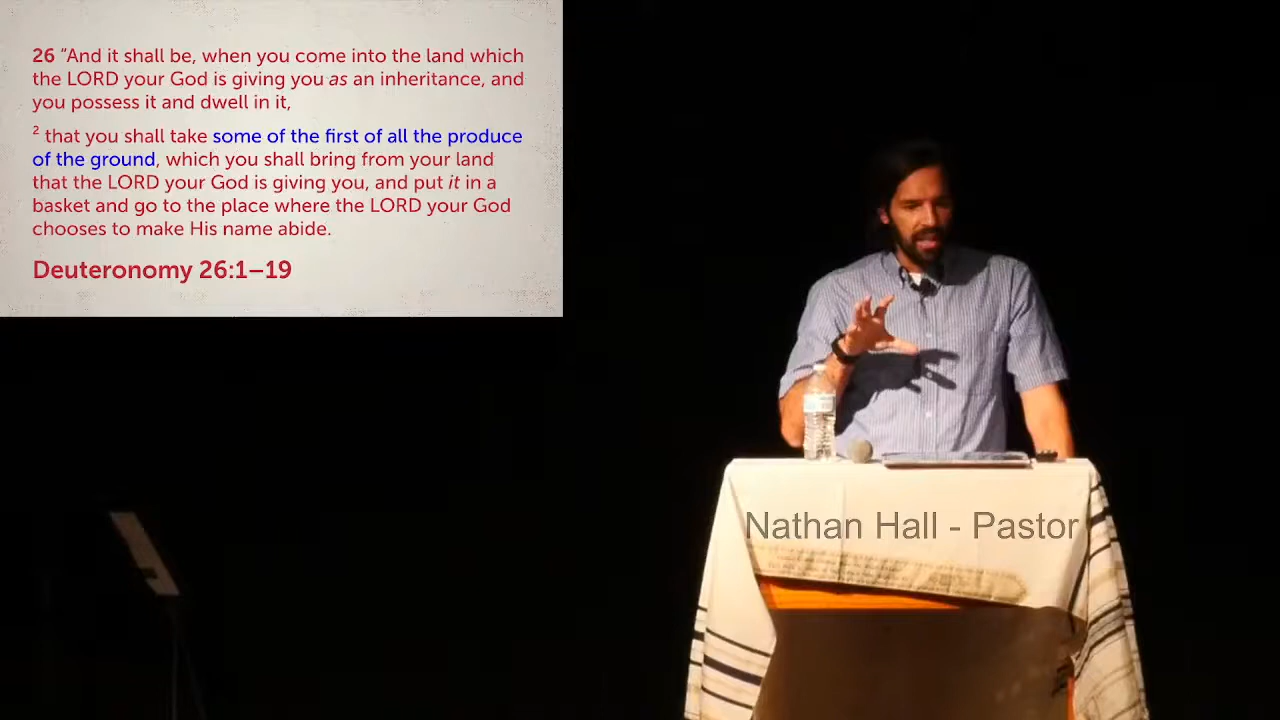 26 “And it shall be, when you come into the land which
the LORD your God is giving you as an inheritance, and
you possess it and dwell in it,
2 that you shall take some of the first of all the produce
of the ground, which you shall bring from your land
that the LORD your God is giving you, and put it in a
basket and go to the place where the LORD your God
chooses to make His name abide.
Deuteronomy 26:1–19
Nathan Hall - Pastor